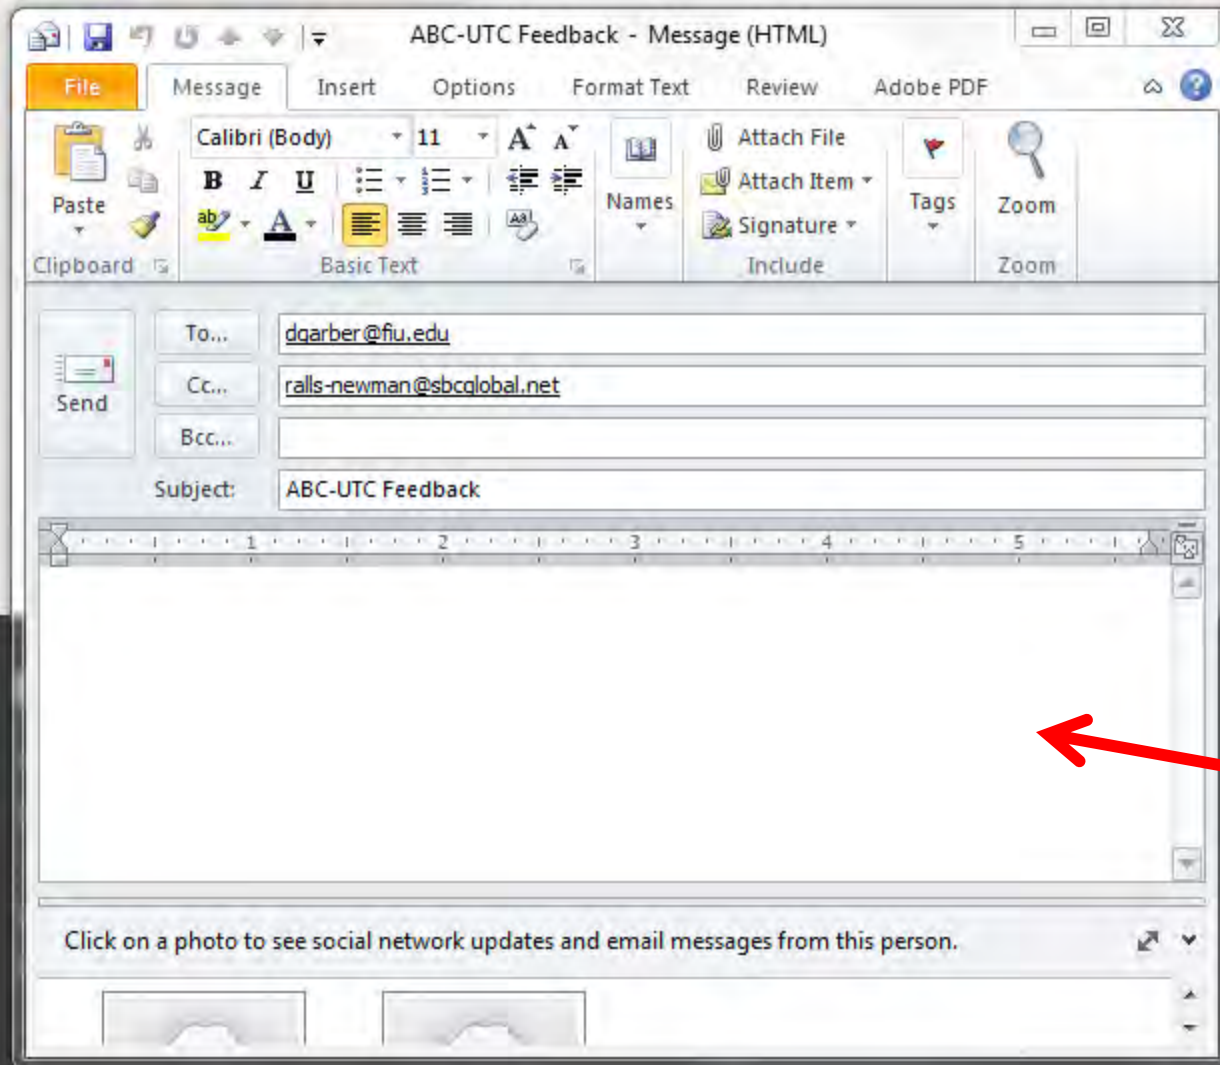 ABC-UTC Feedback - Message (HTML)
File Message Insert Options Format Text Review Adobe PDF
Calibri (Body) 11 A A Attach File
B I U Attach Item
Paste Names Tags Zoom
ab A Aa Signature
Clipboard Basic Text Include Zoom
To... dgarber@fiu.edu
Cc... ralls-newman@sbcglobal.net
Send
Bcc...
Subject: ABC-UTC Feedback
1 2 3 4 5
Click on a photo to see social network updates and email messages from this person.